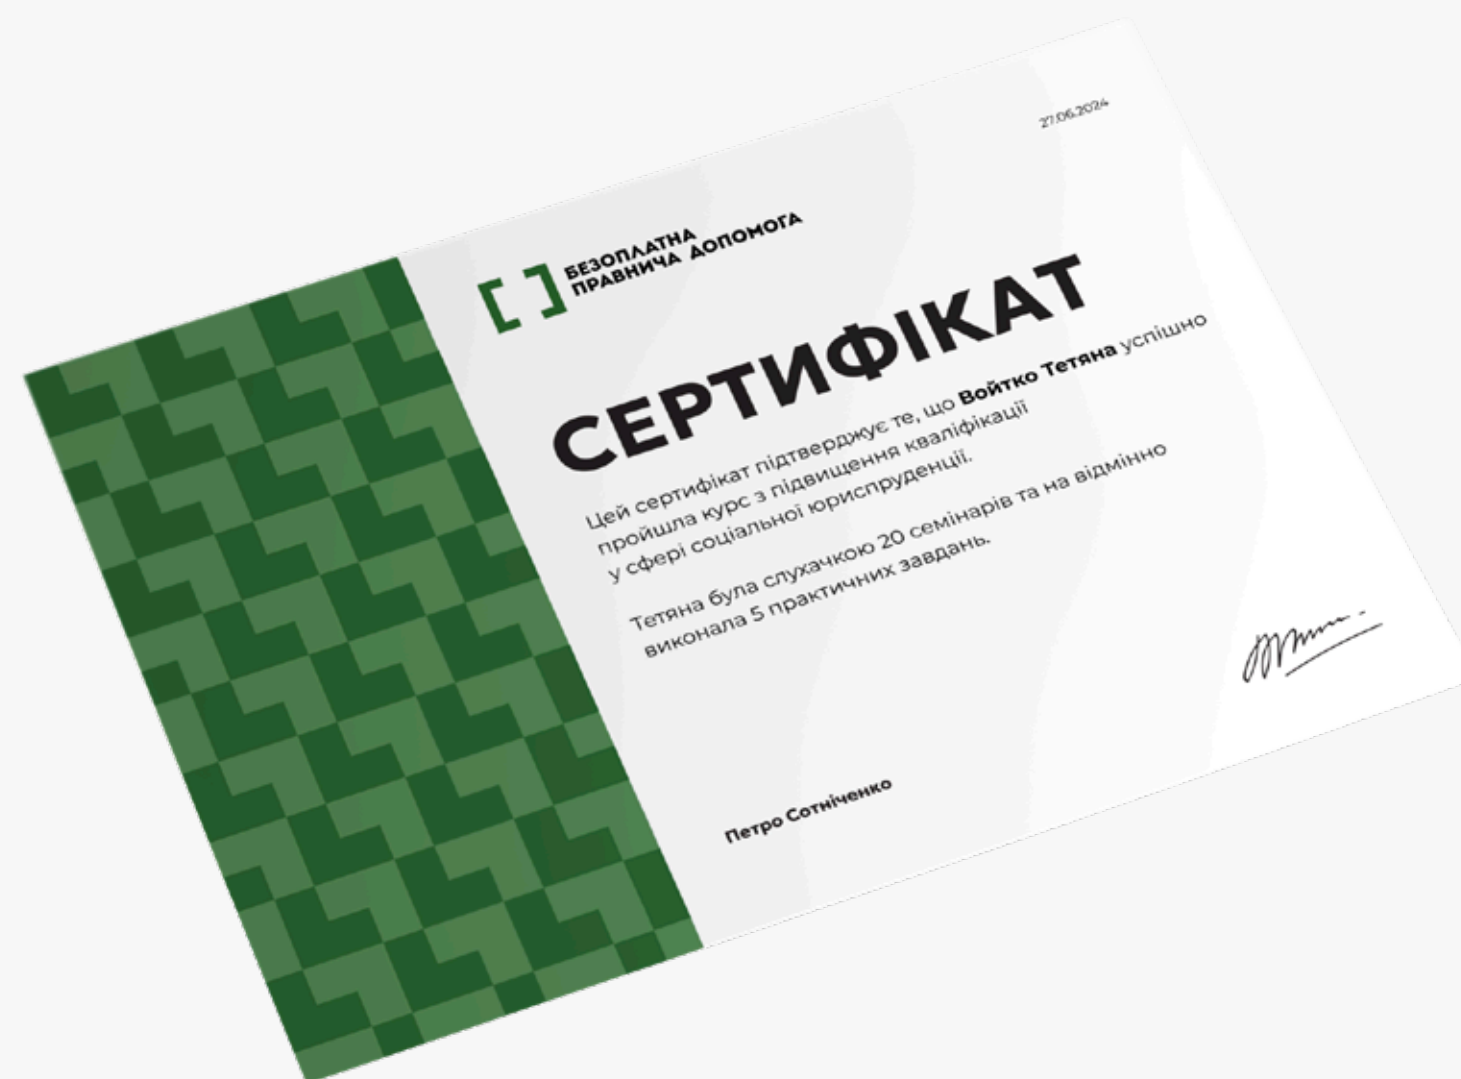 27.06.2024
БЕЗОПЛАТНА
ПРАВНИЧА ДОПОМОГА
СЕРТИФІКАТ
Цей сертифікат підтверджує те, що Войтко Тетяна успішно
пройшла курс з підвищення кваліфікації
у сфері соціальної юриспруденції.
Тетяна була слухачкою 20 семінарів та на відмінно
виконала 5 практичних завдань.
Петро Сотніченко